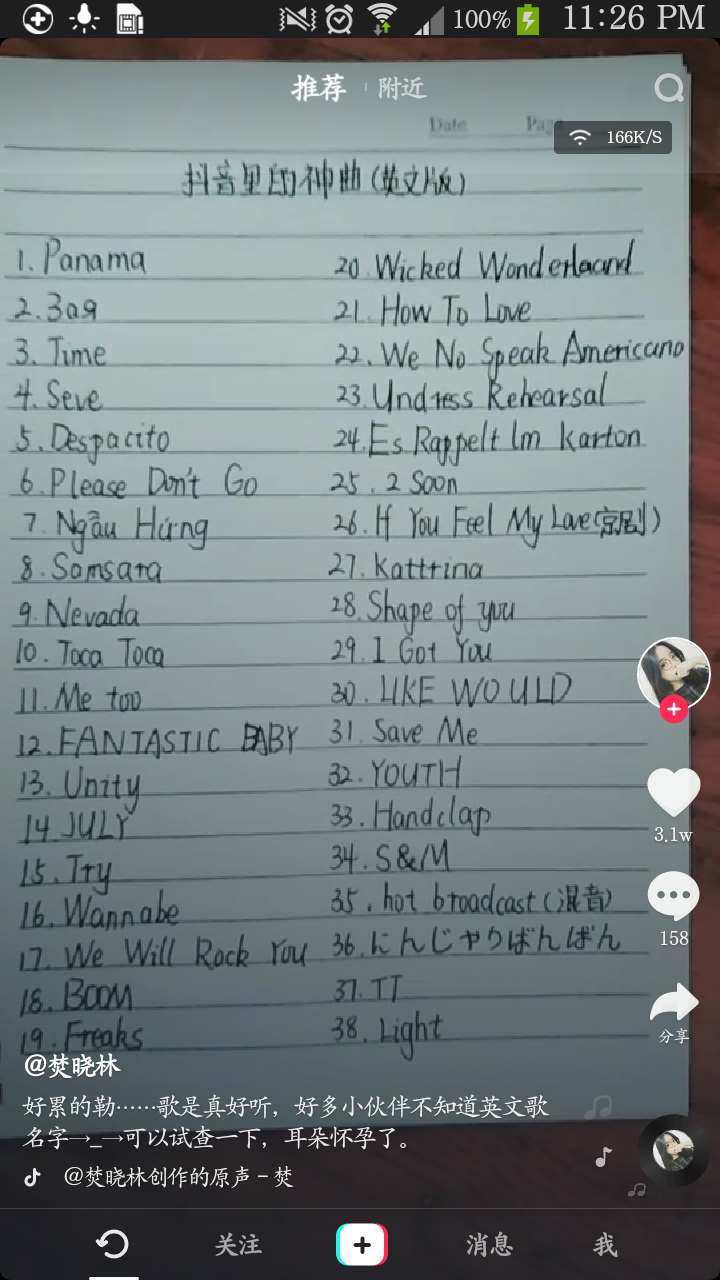 100% 11:26 PM
推荐 附近
Date Page
166K/S
抖音里的神曲(英文版)
1. Panama
2. Зая
3. Time
4. Seve
5. Despacito
6. Please Don't Go
7. Ngẫu Hứng
8. Somsara
9. Nevada
10. Toca Toca
11. Me too
12. FANTASTIC BABY
13. Unity
14 JULY
15. Try
16. Wannabe
17. We Will Rock You
18. BOOM
19. Freaks
20. Wicked Wonderlaand
21. How To Love
22. We No Speak Americano
23. Undress Rehearsal
24. Es Rappelt Im karton
25. 2 Soon
26. If You Feel My Love(京剧)
27. kattrina
28. Shape of you
29. I Got You
30. LIKE WOULD
31. Save Me
32. YOUTH
33. Handclap
34. S&M
35. hot broadcast(混音)
36. にんじゃりばんばん
37. TT
38. Light
3.1w
158
分享
@焚晓林
好累的勒……歌是真好听，好多小伙伴不知道英文歌
名字→_→可以试查一下，耳朵怀孕了。
@焚晓林创作的原声 - 焚
关注 消息 我